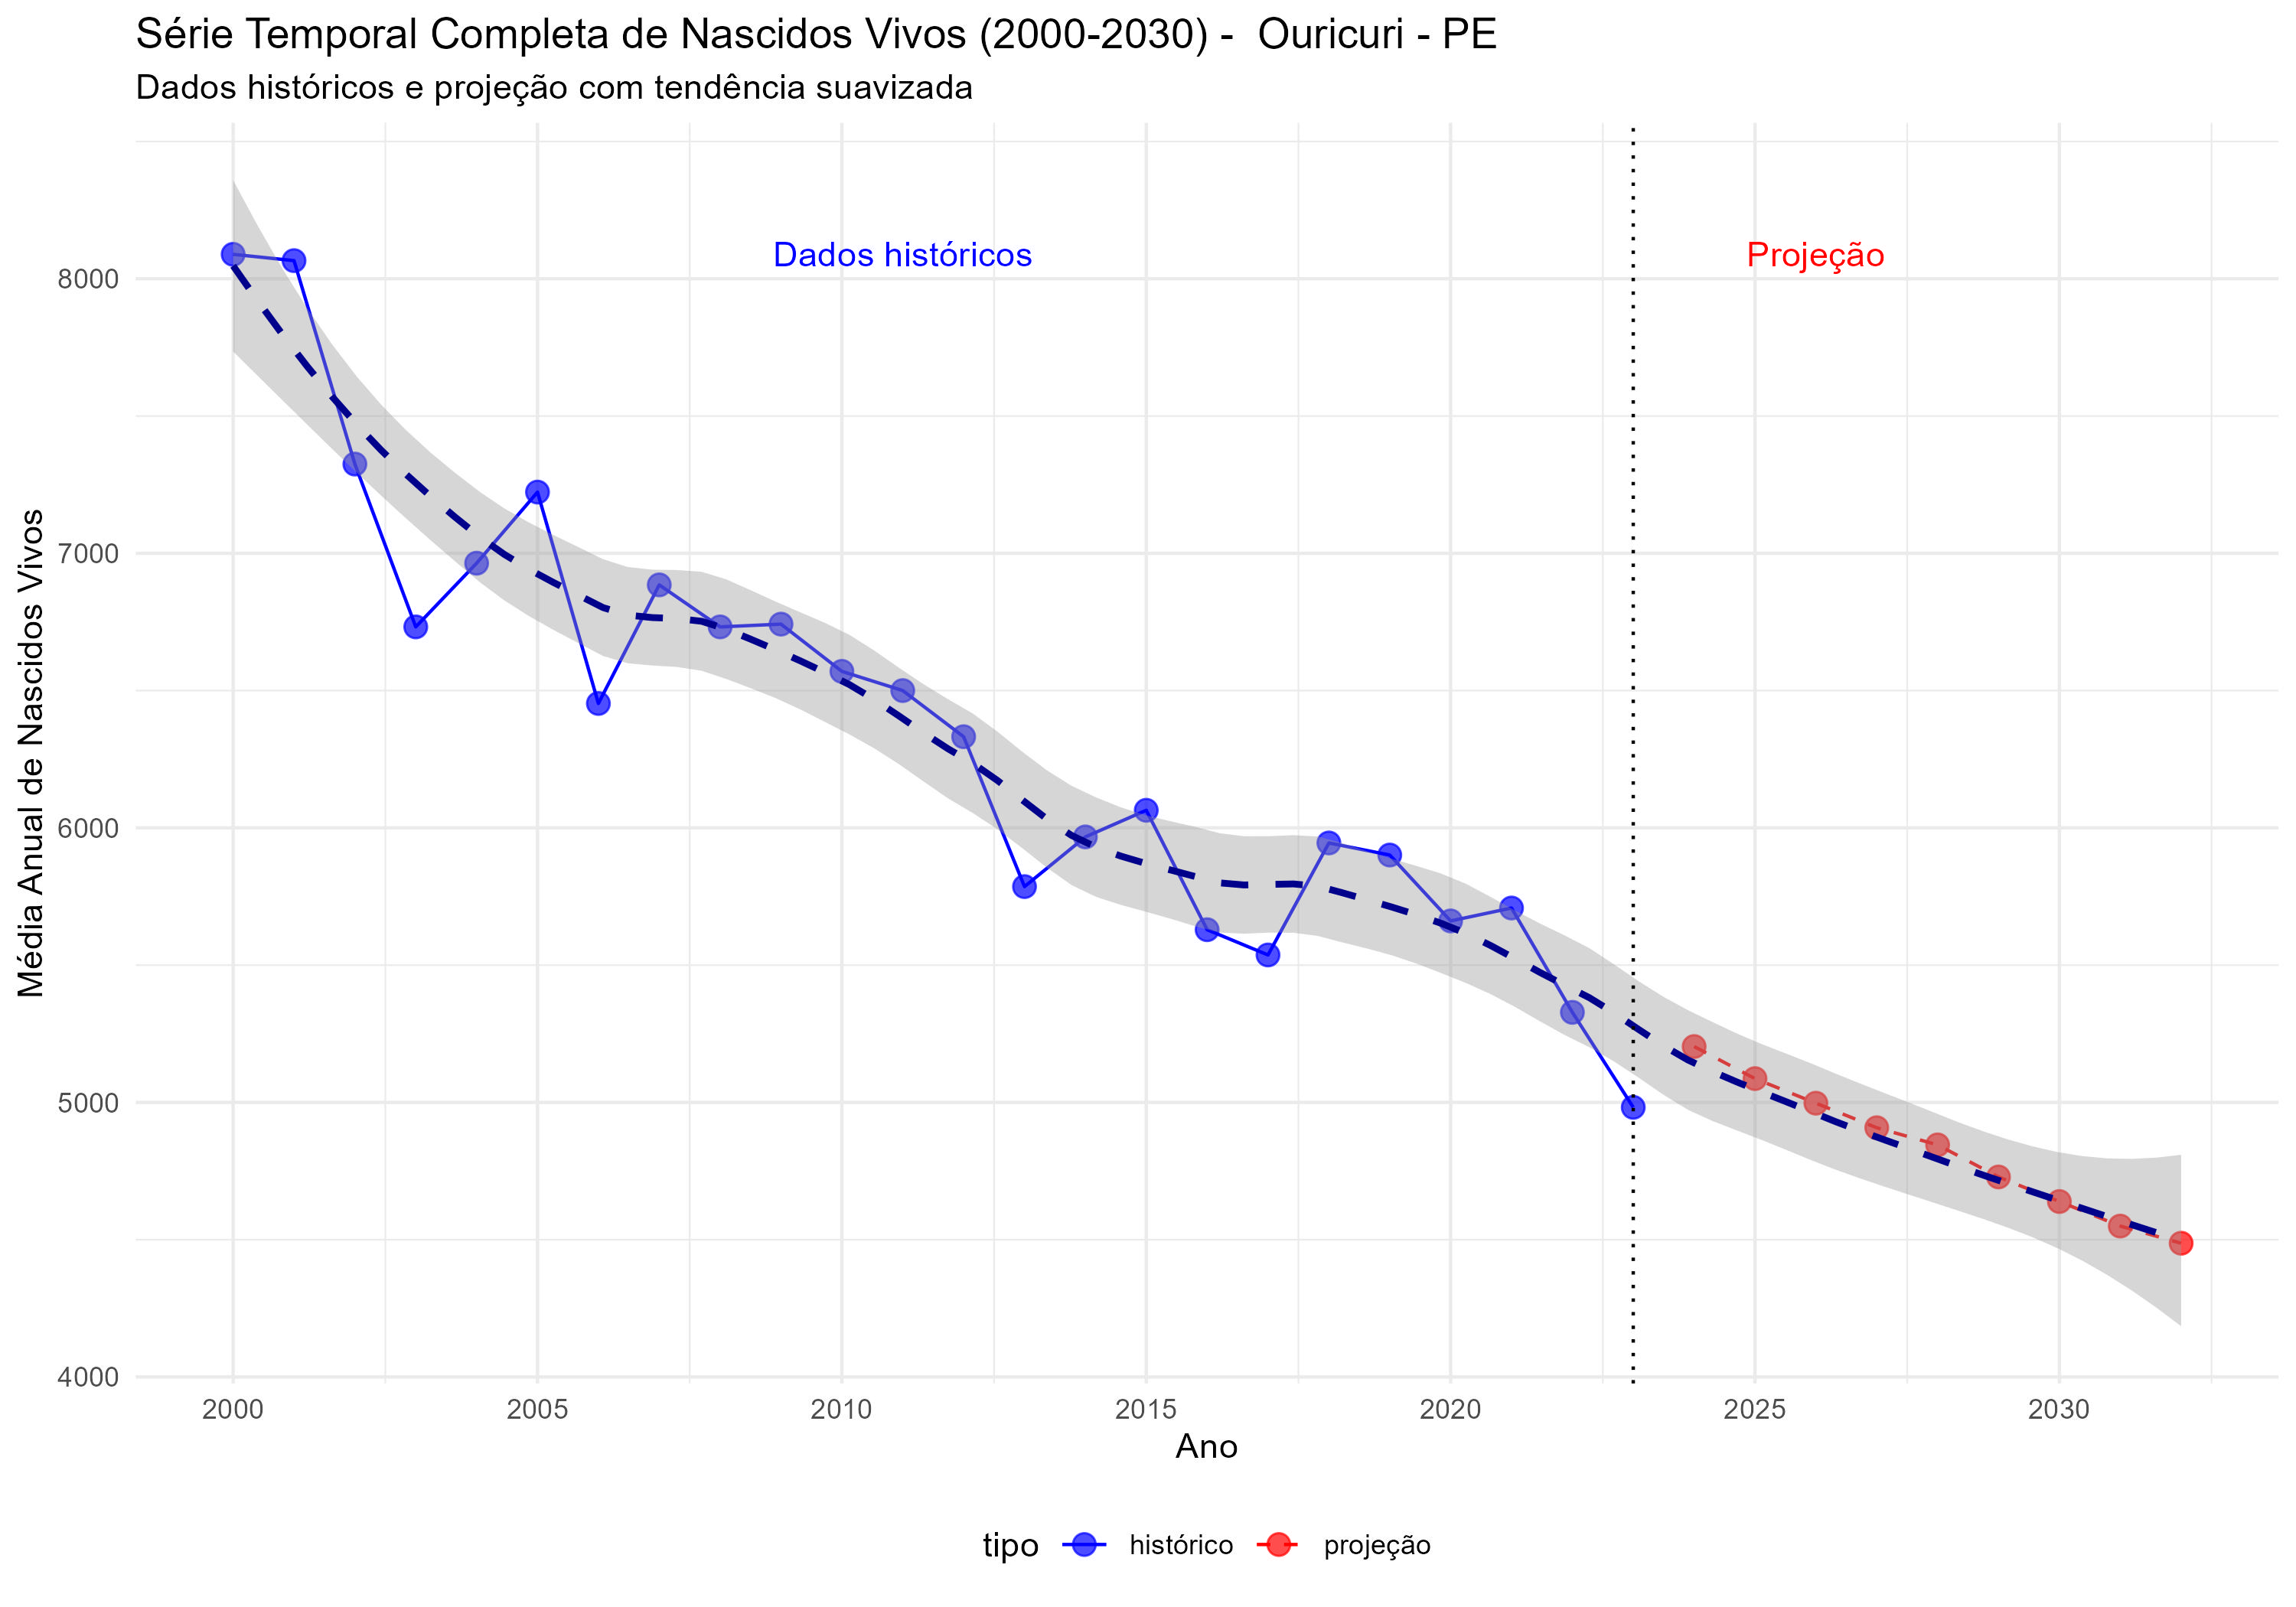 Série Temporal Completa de Nascidos Vivos (2000-2030) -  Ouricuri - PE
Dados históricos e projeção com tendência suavizada
Média Anual de Nascidos Vivos
8000
7000
6000
5000
4000
Dados históricos
Projeção
2000
2005
2010
2015
2020
2025
2030
Ano
tipo
histórico
projeção